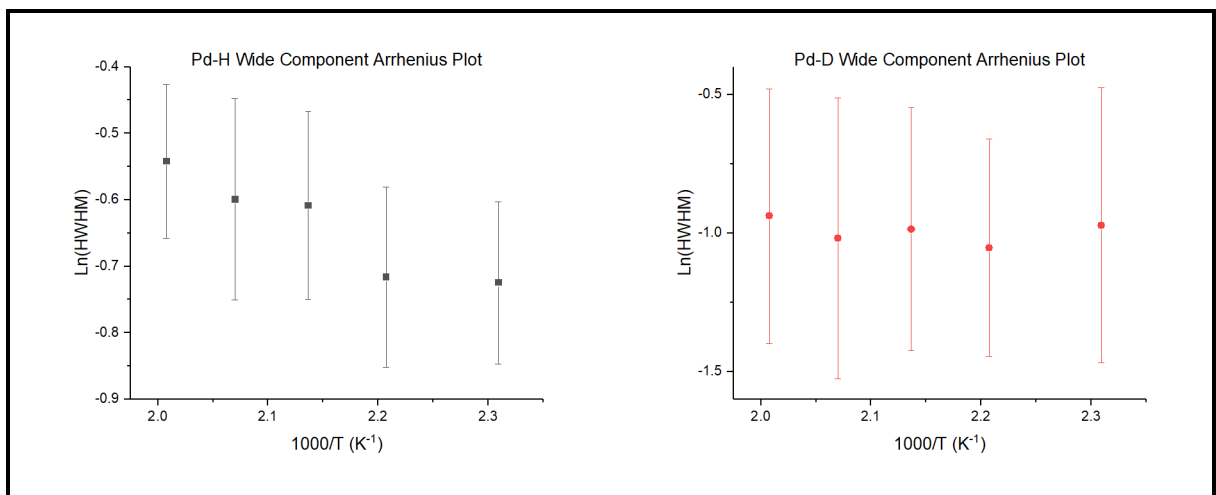 Pd-H Wide Component Arrhenius Plot
-0.4
-0.5
-0.6
-0.7
-0.8
-0.9
Ln(HWHM)
2.0 2.1 2.2 2.3
1000/T (K⁻¹)
Pd-D Wide Component Arrhenius Plot
-0.5
-1.0
-1.5
Ln(HWHM)
2.0 2.1 2.2 2.3
1000/T (K⁻¹)